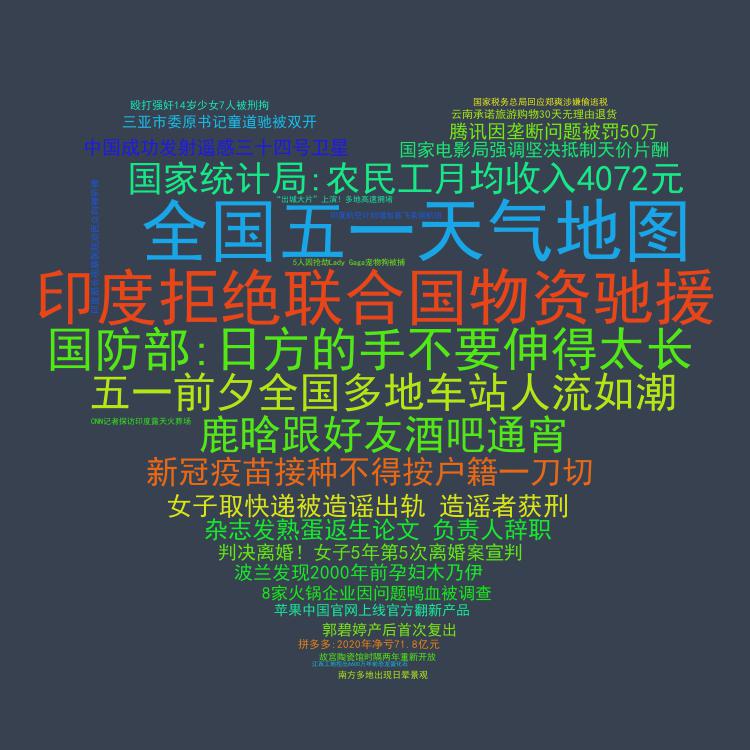 国家税务总局回应郑爽涉嫌偷逃税
殴打强奸14岁少女7人被刑拘
云南承诺旅游购物30天无理由退货
三亚市委原书记童道驰被双开
腾讯因垄断问题被罚50万
中国成功发射遥感三十四号卫星
国家电影局强调坚决抵制天价片酬
国家统计局:农民工月均收入4072元
“出城大片”上演！多地高速拥堵
全国五一天气地图
5人因抢劫Lady Gaga宠物狗被捕
印度拒绝联合国物资驰援
国防部:日方的手不要伸得太长
五一前夕全国多地车站人流如潮
CNN记者探访印度露天火葬场
鹿晗跟好友酒吧通宵
新冠疫苗接种不得按户籍一刀切
女子取快递被造谣出轨 造谣者获刑
杂志发熟蛋返生论文 负责人辞职
判决离婚！女子5年第5次离婚案宣判
波兰发现2000年前孕妇木乃伊
8家火锅企业因问题鸭血被调查
苹果中国官网上线官方翻新产品
郭碧婷产后首次复出
拼多多:2020年净亏71.8亿元
故宫陶瓷馆时隔两年重新开放
南方多地出现日晕景观